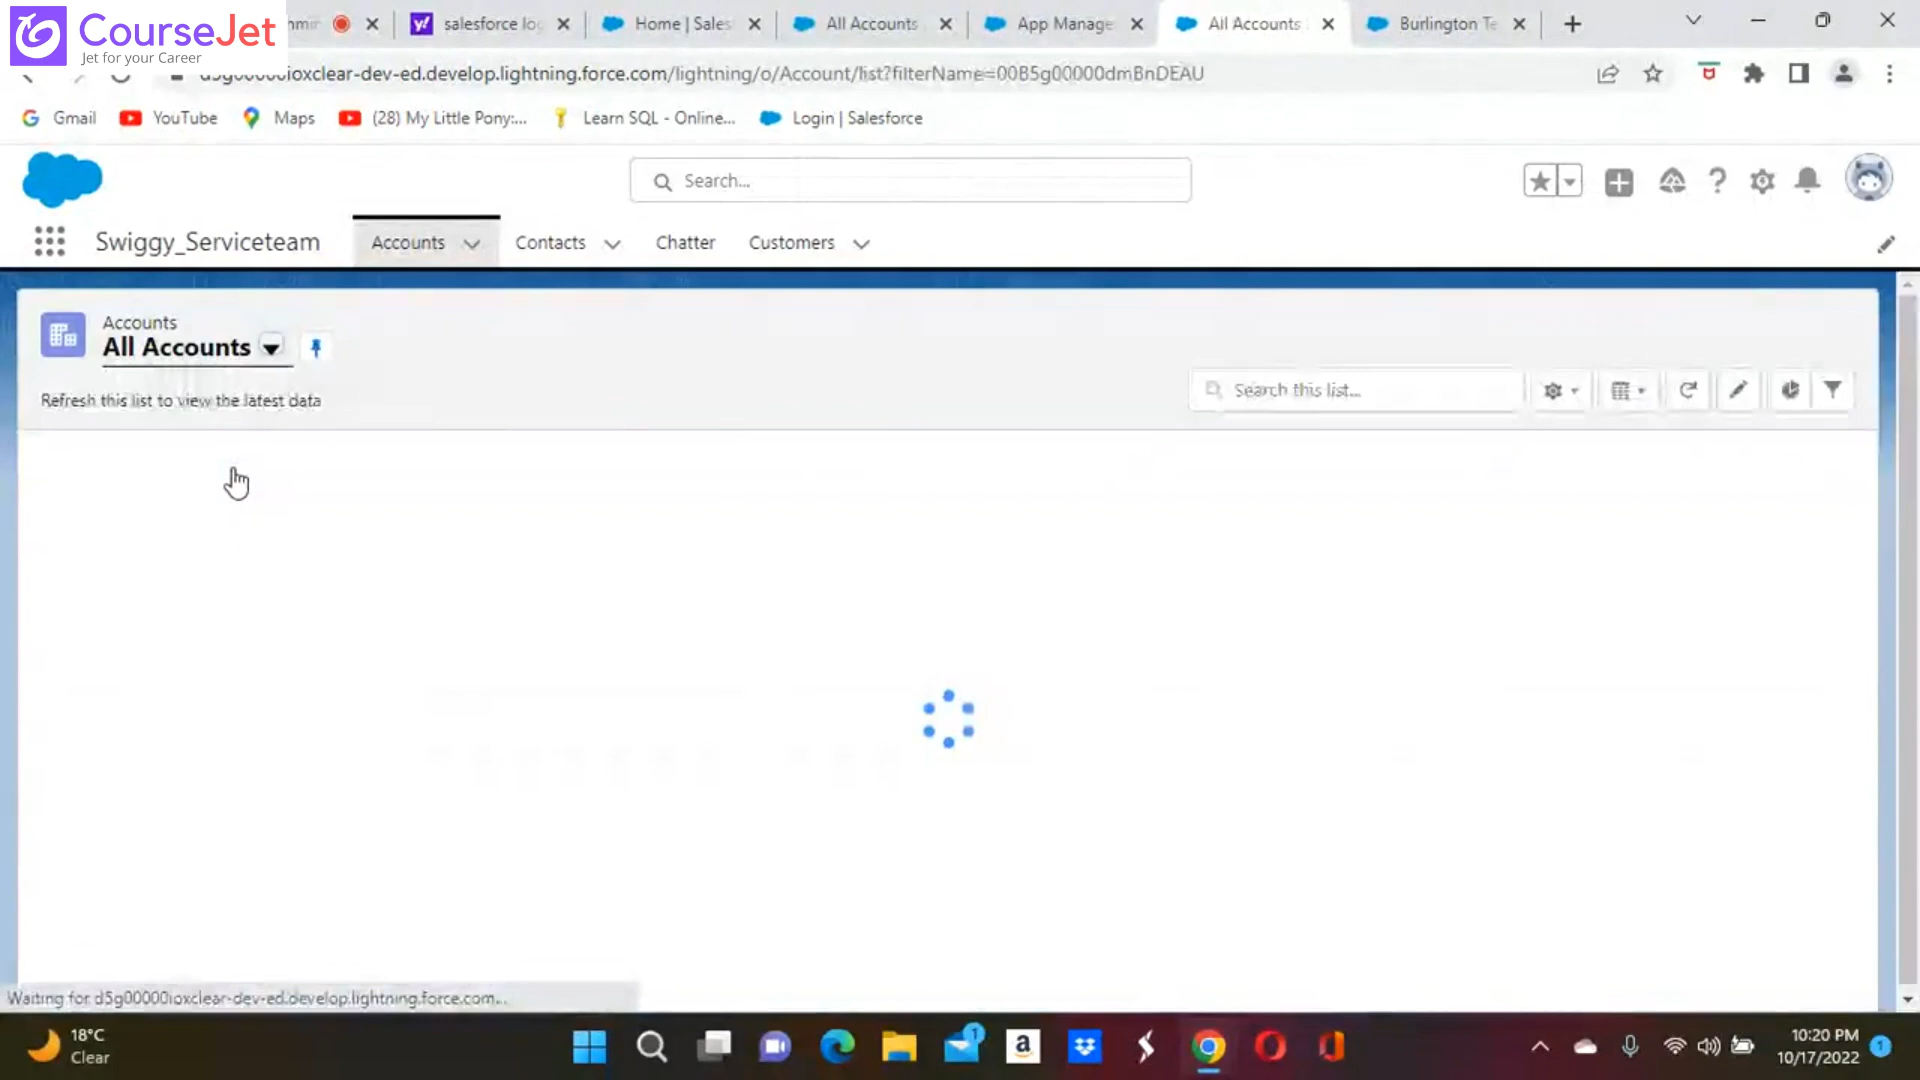 CourseJet
Jet for your Career
salesforce lo
Home | Sales
All Accounts
App Manage
All Accounts
Burlington Te
d5g00000ioxclear-dev-ed.develop.lightning.force.com/lightning/o/Account/list?filterName=00B5g00000dmBnDEAU
Gmail
YouTube
Maps
(28) My Little Pony:...
Learn SQL - Online...
Login | Salesforce
Search...
Swiggy_Serviceteam
Accounts
Contacts
Chatter
Customers
Accounts
All Accounts
Refresh this list to view the latest data
Search this list...
Waiting for d5g00000ioxclear-dev-ed.develop.lightning.force.com...
18°C
Clear
1
10:20 PM
10/17/2022
1